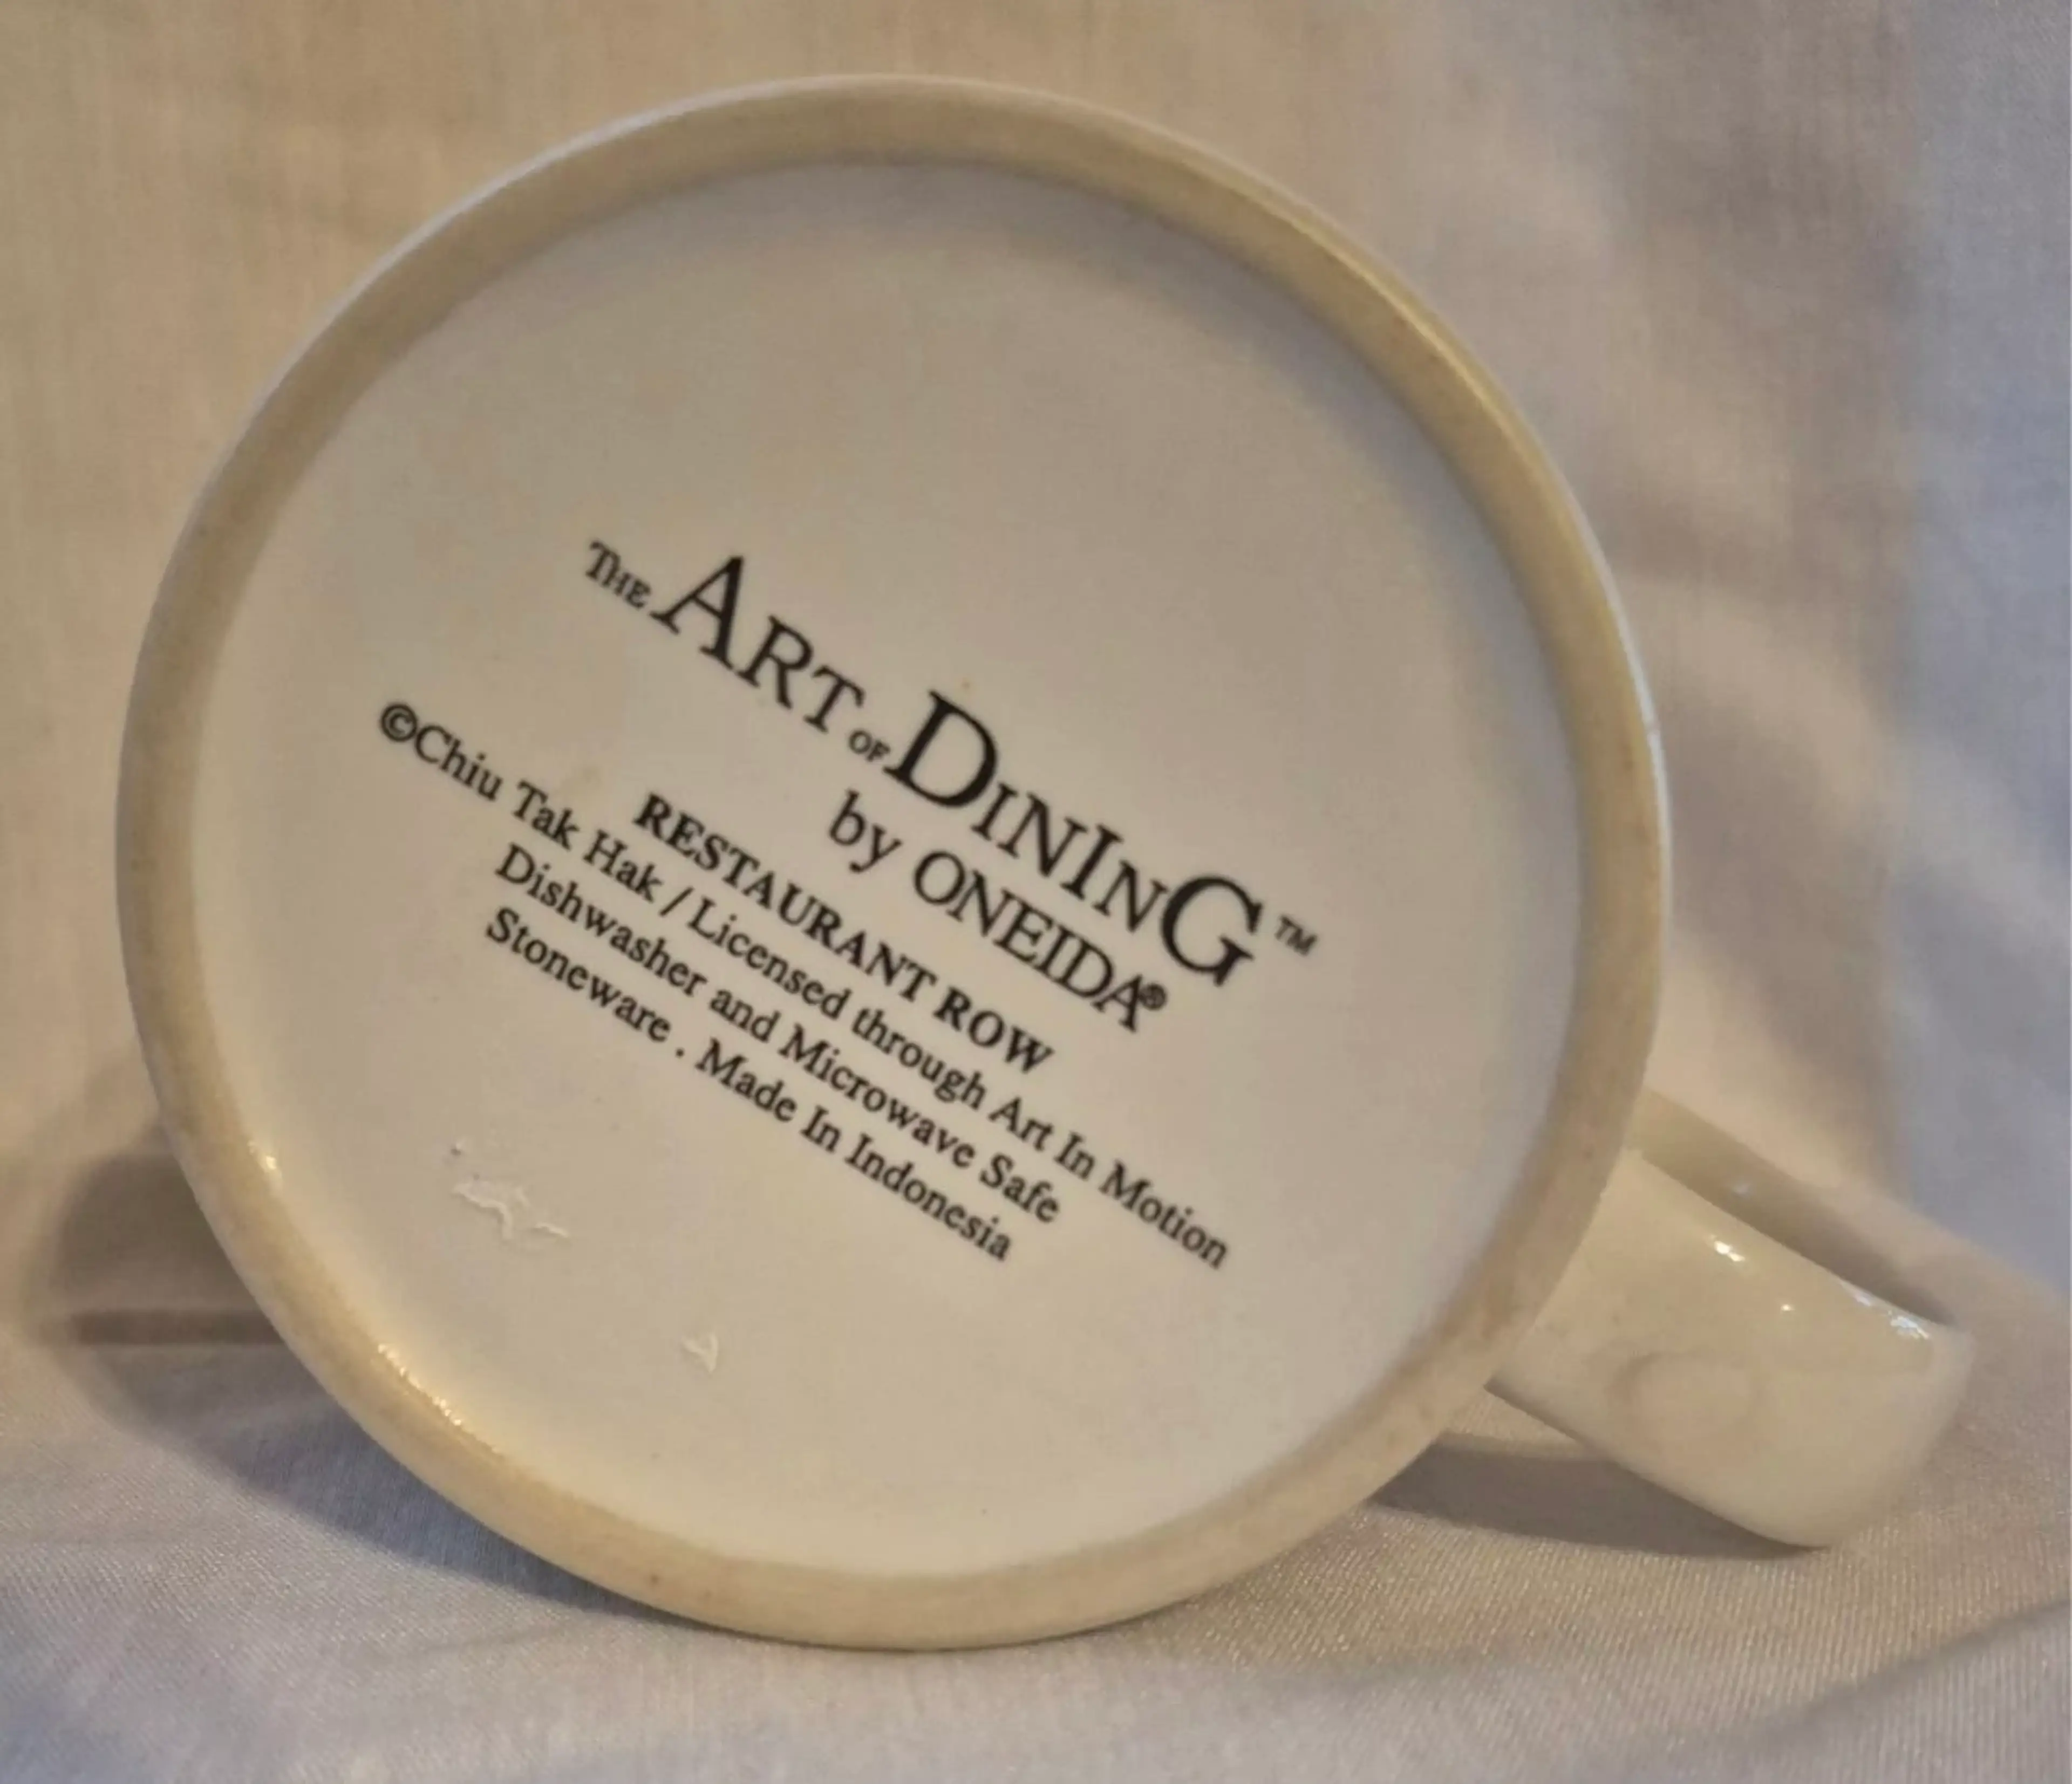 THE ART OF DINING™
by ONEIDA®
RESTAURANT ROW
©Chiu Tak Hak / Licensed through Art In Motion
Dishwasher and Microwave Safe
Stoneware . Made In Indonesia